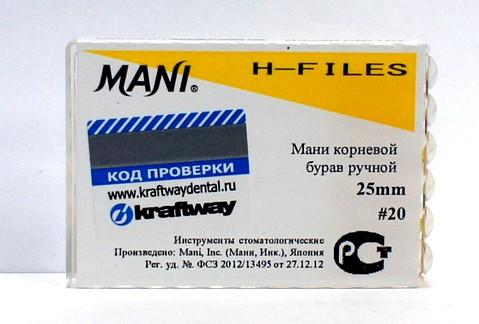 MANI®
H-FILES
КОД ПРОВЕРКИ
www.kraftwaydental.ru
kraftway
Мани корневой
бурав ручной
25mm
#20
Инструменты стоматологические
Произведено: Mani, Inc. (Мани, Инк.), Япония
Рег. уд. № ФСЗ 2012/13495 от 27.12.12
РСТ